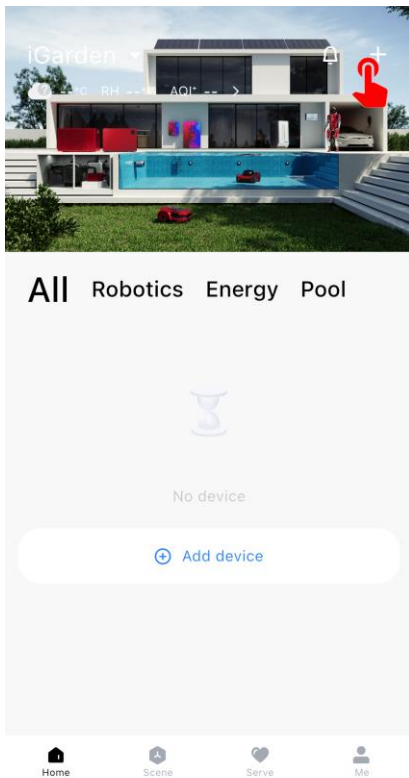 iGarden
--°C RH --% AQI* -- >
All Robotics Energy Pool
No device
Add device
Home Scene Serve Me